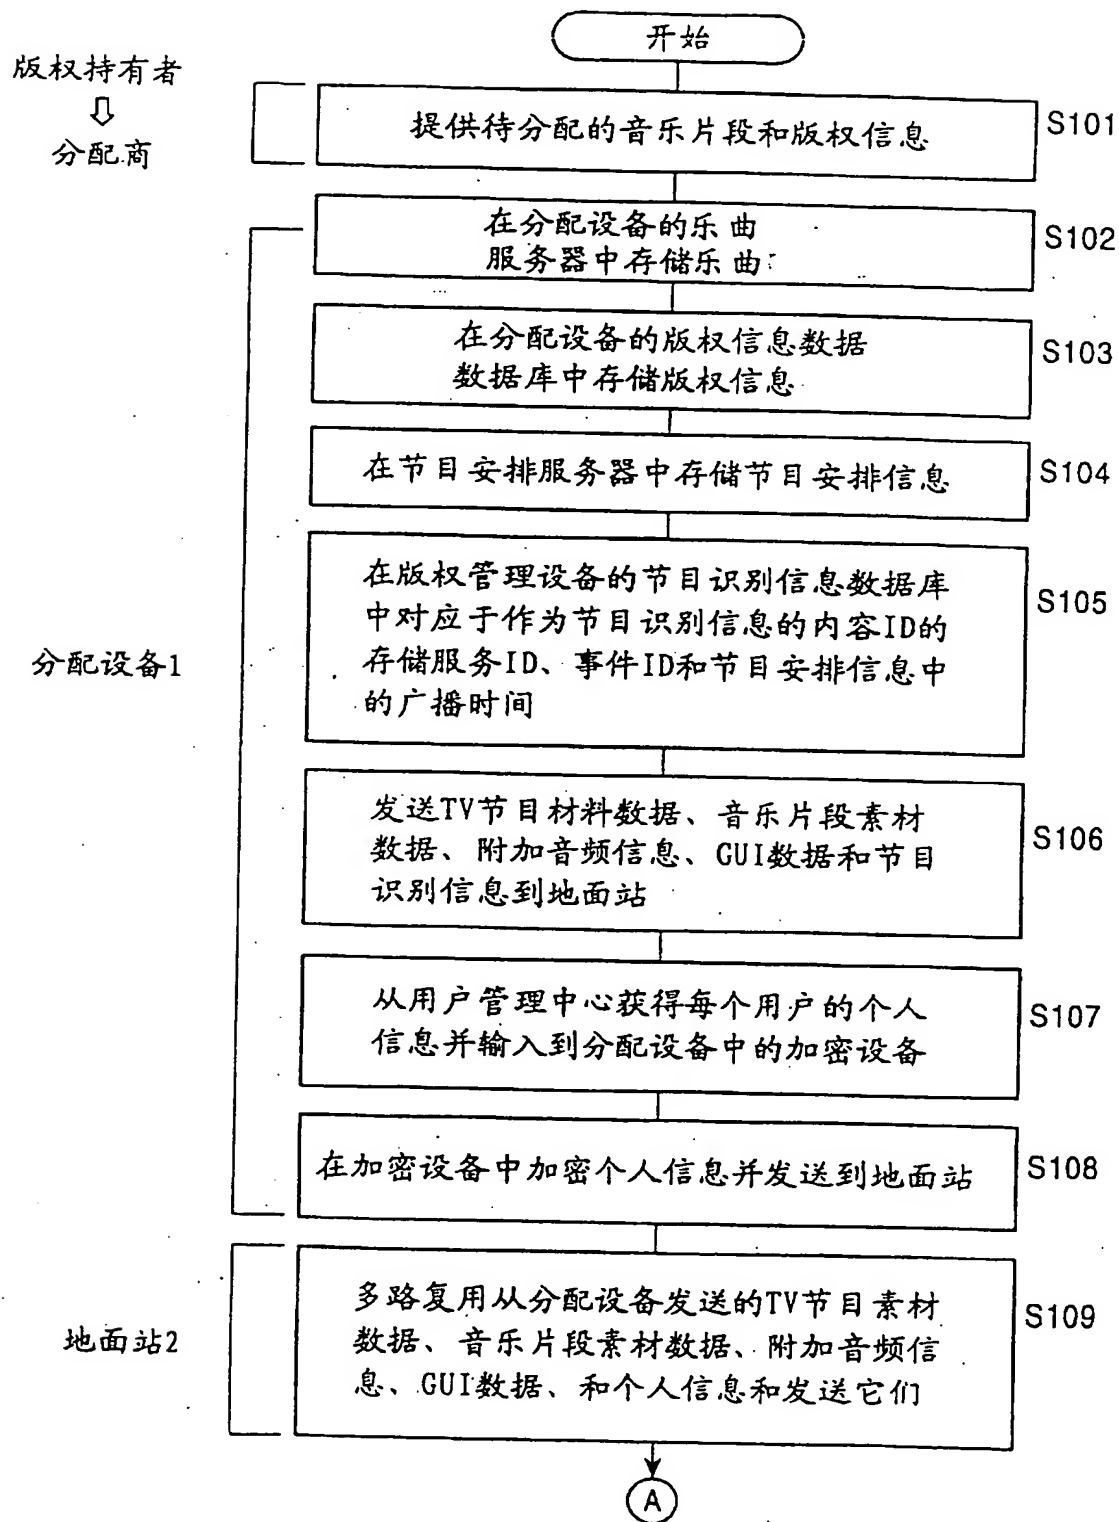 开始
版权持有者
⇩
分配商
提供待分配的音乐片段和版权信息
S101
在分配设备的乐曲
服务器中存储乐曲
S102
在分配设备的版权信息数据
数据库中存储版权信息
S103
在节目安排服务器中存储节目安排信息
S104
在版权管理设备的节目识别信息数据库
中对应于作为节目识别信息的内容ID的
存储服务ID、事件ID和节目安排信息中
的广播时间
S105
分配设备1
发送TV节目材料数据、音乐片段素材
数据、附加音频信息、GUI数据和节目
识别信息到地面站
S106
从用户管理中心获得每个用户的个人
信息并输入到分配设备中的加密设备
S107
在加密设备中加密个人信息并发送到地面站
S108
多路复用从分配设备发送的TV节目素材
数据、音乐片段素材数据、附加音频信
息、GUI数据、和个人信息和发送它们
S109
地面站2
A